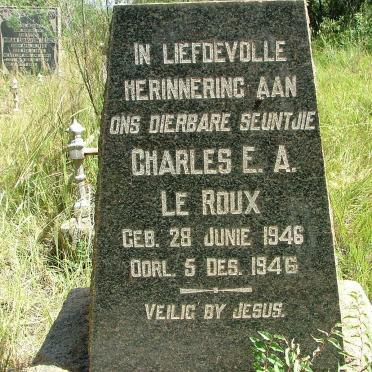 IN LIEFDEVOLLE
HERINNERING AAN
ONS DIERBARE SEUNTJIE
CHARLES E. A.
LE ROUX
GEB. 28 JUNIE 1946
OORL. 5 DES. 1946
VEILIG BY JESUS.